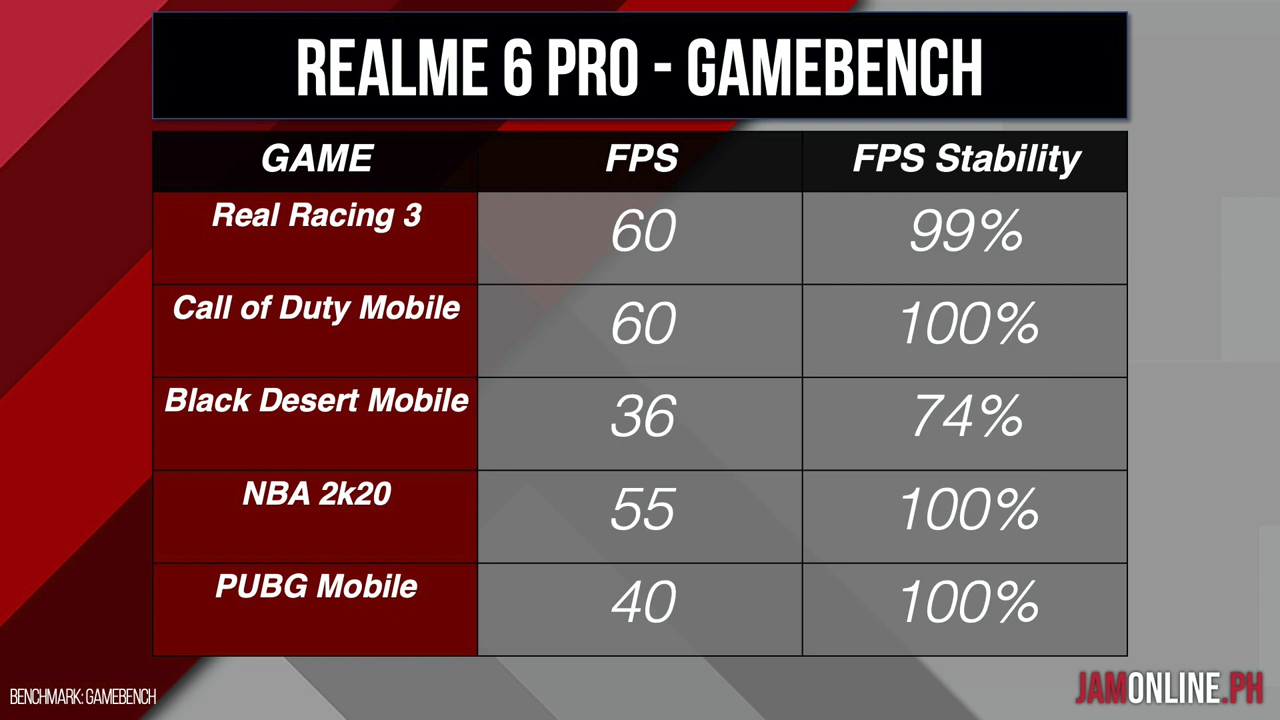 REALME 6 PRO - GAMEBENCH
GAME FPS FPS Stability
Real Racing 3 60 99%
Call of Duty Mobile 60 100%
Black Desert Mobile 36 74%
NBA 2k20 55 100%
PUBG Mobile 40 100%
BENCHMARK: GAMEBENCH
JAMONLINE.PH